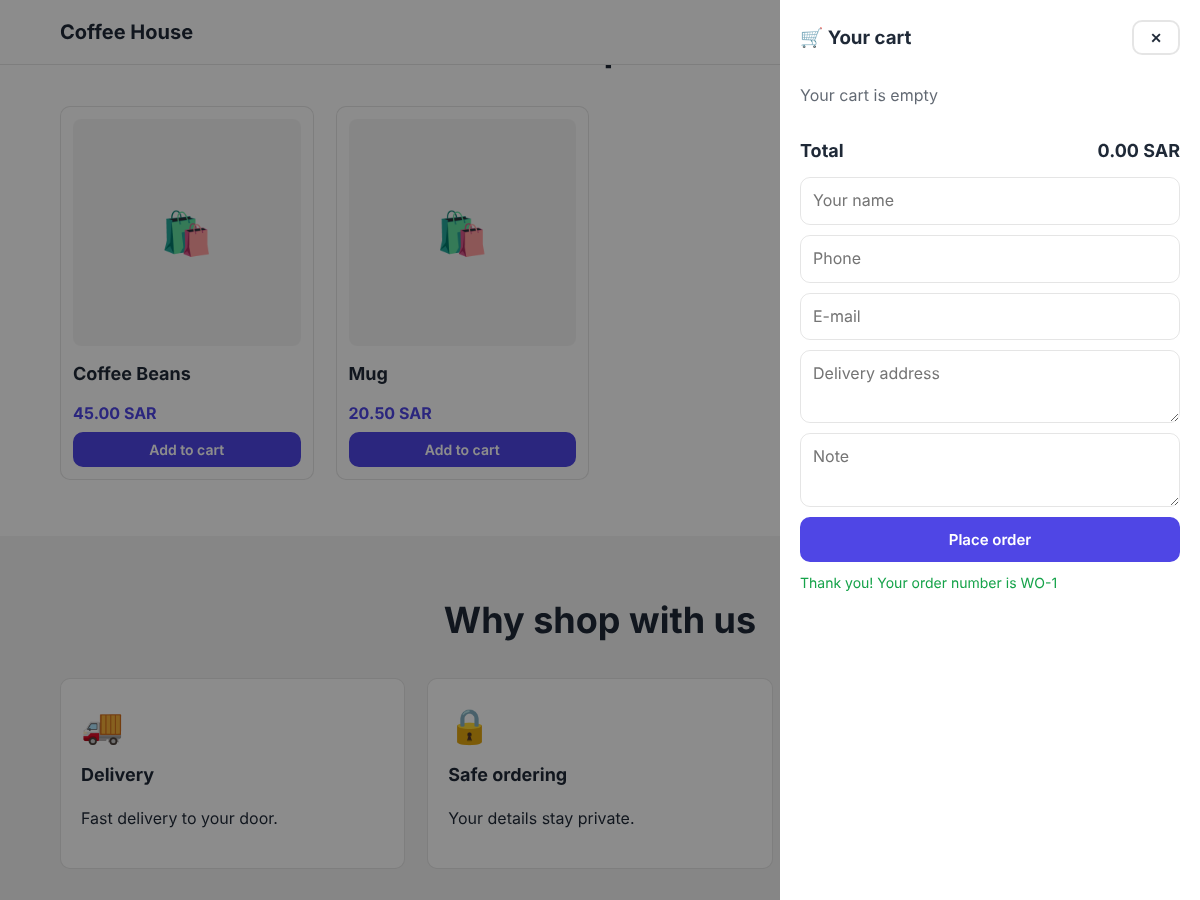 Coffee House
Coffee Beans
45.00 SAR
Add to cart
Mug
20.50 SAR
Add to cart
Why shop with us
Delivery
Fast delivery to your door.
Safe ordering
Your details stay private.
🛒 Your cart
×
Your cart is empty
Total 0.00 SAR
Your name
Phone
E-mail
Delivery address
Note
Place order
Thank you! Your order number is WO-1